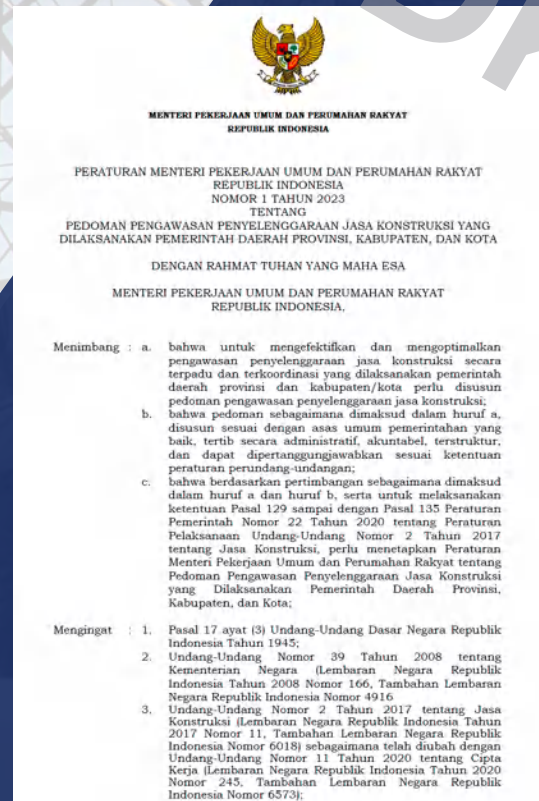 MENTERI PEKERJAAN UMUM DAN PERUMAHAN RAKYAT
REPUBLIK INDONESIA
PERATURAN MENTERI PEKERJAAN UMUM DAN PERUMAHAN RAKYAT
REPUBLIK INDONESIA
NOMOR 1 TAHUN 2023
TENTANG
PEDOMAN PENGAWASAN PENYELENGGARAAN JASA KONSTRUKSI YANG
DILAKSANAKAN PEMERINTAH DAERAH PROVINSI, KABUPATEN, DAN KOTA
DENGAN RAHMAT TUHAN YANG MAHA ESA
MENTERI PEKERJAAN UMUM DAN PERUMAHAN RAKYAT
REPUBLIK INDONESIA,
Menimbang : a. bahwa untuk mengefektifkan dan mengoptimalkan
pengawasan penyelenggaraan jasa konstruksi secara
terpadu dan terkoordinasi yang dilaksanakan pemerintah
daerah provinsi dan kabupaten/kota perlu disusun
pedoman pengawasan penyelenggaraan jasa konstruksi;
b. bahwa pedoman sebagaimana dimaksud dalam huruf a,
disusun sesuai dengan asas umum pemerintahan yang
baik, tertib secara administratif, akuntabel, terstruktur,
dan dapat dipertanggungjawabkan sesuai ketentuan
peraturan perundang-undangan;
c. bahwa berdasarkan pertimbangan sebagaimana dimaksud
dalam huruf a dan huruf b, serta untuk melaksanakan
ketentuan Pasal 129 sampai dengan Pasal 135 Peraturan
Pemerintah Nomor 22 Tahun 2020 tentang Peraturan
Pelaksanaan Undang-Undang Nomor 2 Tahun 2017
tentang Jasa Konstruksi, perlu menetapkan Peraturan
Menteri Pekerjaan Umum dan Perumahan Rakyat tentang
Pedoman Pengawasan Penyelenggaraan Jasa Konstruksi
yang Dilaksanakan Pemerintah Daerah Provinsi,
Kabupaten, dan Kota;
Mengingat : 1. Pasal 17 ayat (3) Undang-Undang Dasar Negara Republik
Indonesia Tahun 1945;
2. Undang-Undang Nomor 39 Tahun 2008 tentang
Kementerian Negara (Lembaran Negara Republik
Indonesia Tahun 2008 Nomor 166, Tambahan Lembaran
Negara Republik Indonesia Nomor 4916
3. Undang-Undang Nomor 2 Tahun 2017 tentang Jasa
Konstruksi (Lembaran Negara Republik Indonesia Tahun
2017 Nomor 11, Tambahan Lembaran Negara Republik
Indonesia Nomor 6018) sebagaimana telah diubah dengan
Undang-Undang Nomor 11 Tahun 2020 tentang Cipta
Kerja (Lembaran Negara Republik Indonesia Tahun 2020
Nomor 245, Tambahan Lembaran Negara Republik
Indonesia Nomor 6573);